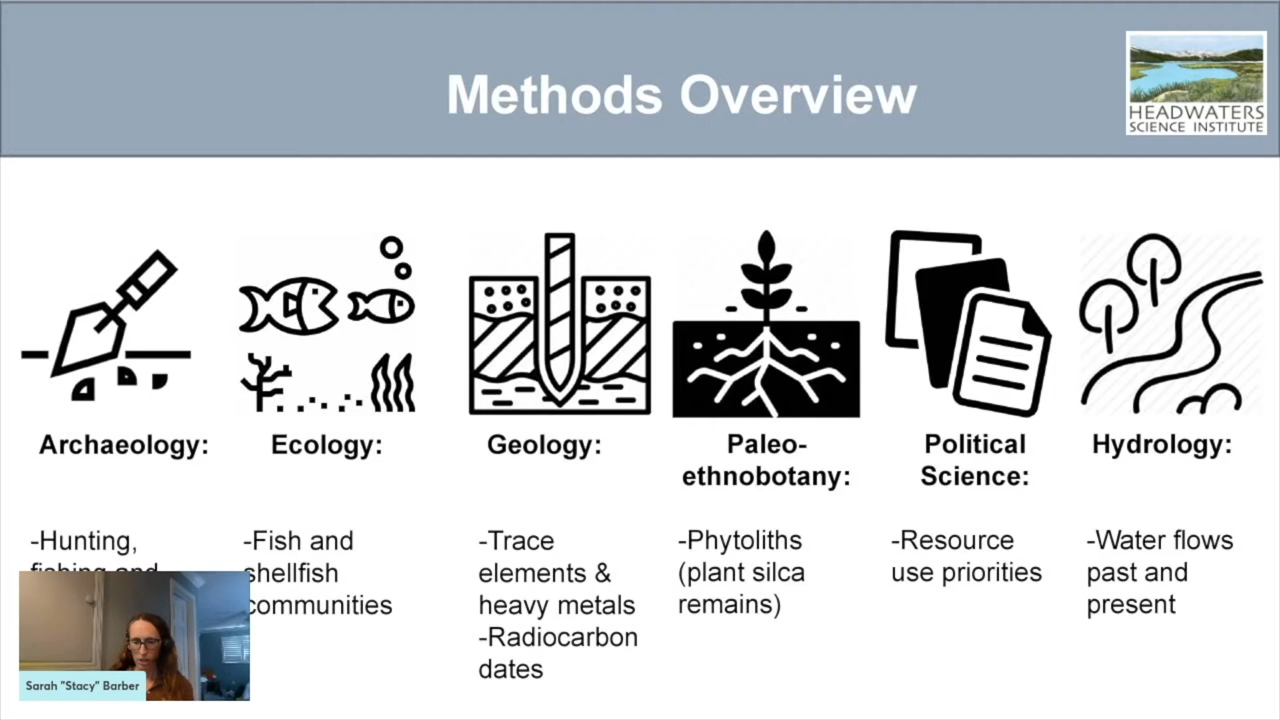 Methods Overview
HEADWATERS
SCIENCE INSTITUTE
Archaeology:
-Hunting,
fishing and
Ecology:
-Fish and
shellfish
communities
Geology:
-Trace
elements &
heavy metals
-Radiocarbon
dates
Paleo-
ethnobotany:
-Phytoliths
(plant silca
remains)
Political
Science:
-Resource
use priorities
Hydrology:
-Water flows
past and
present
Sarah "Stacy" Barber